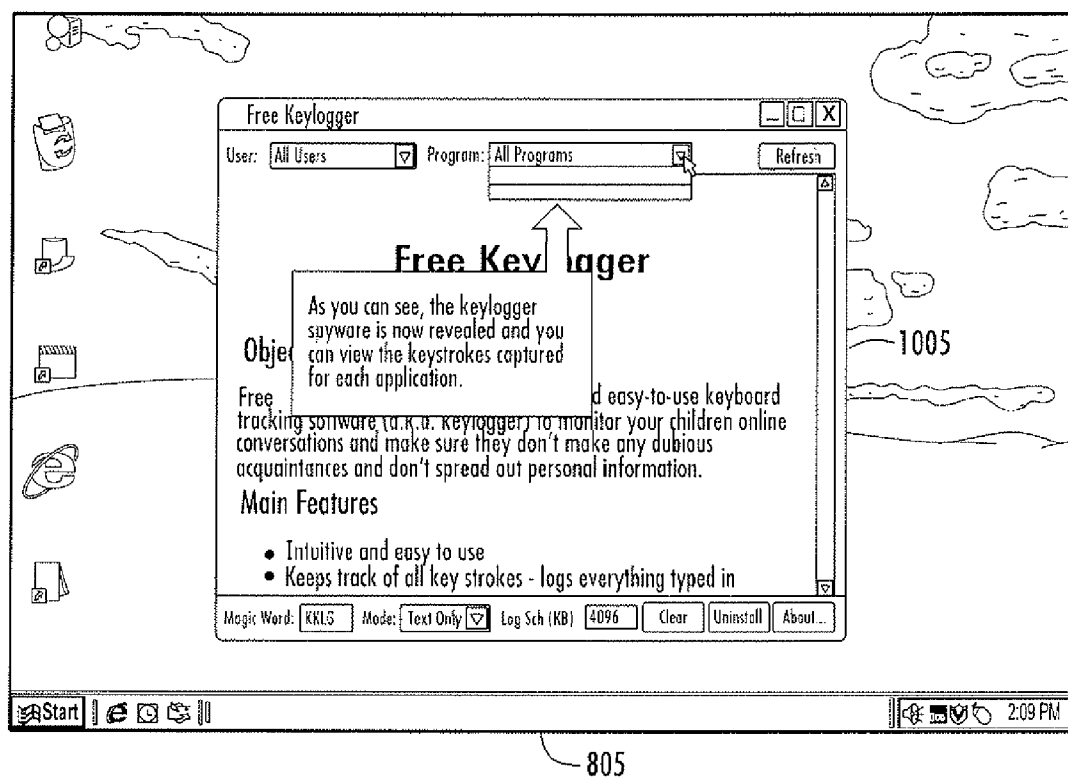 Free Keylogger
User: All Users Program: All Programs Refresh
Free Key ogger
As you can see, the keylogger
spyware is now revealed and you
can view the keystrokes captured
for each application.
Objec
Free d easy-to-use keyboard
tracking software (a.k.a. keylogger) to monitor your children online
conversations and make sure they don't make any dubious
acquaintances and don't spread out personal information.
Main Features
• Intuitive and easy to use
• Keeps track of all key strokes - logs everything typed in
Magic Word: KKLG Mode: Text Only Log Sch (KB) 4096 Clear Uninstall About...
1005
Start 2:09 PM
805